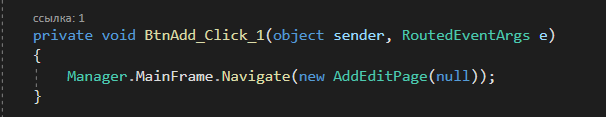 ссылка: 1
private void BtnAdd_Click_1(object sender, RoutedEventArgs e)
{
Manager.MainFrame.Navigate(new AddEditPage(null));
}